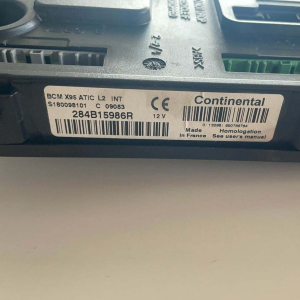 BCM X95 ATIC L2 INT
S180098101 C 09083
284B15986R
12 V
CE
Continental
Made in France
Homologation
See user's manual